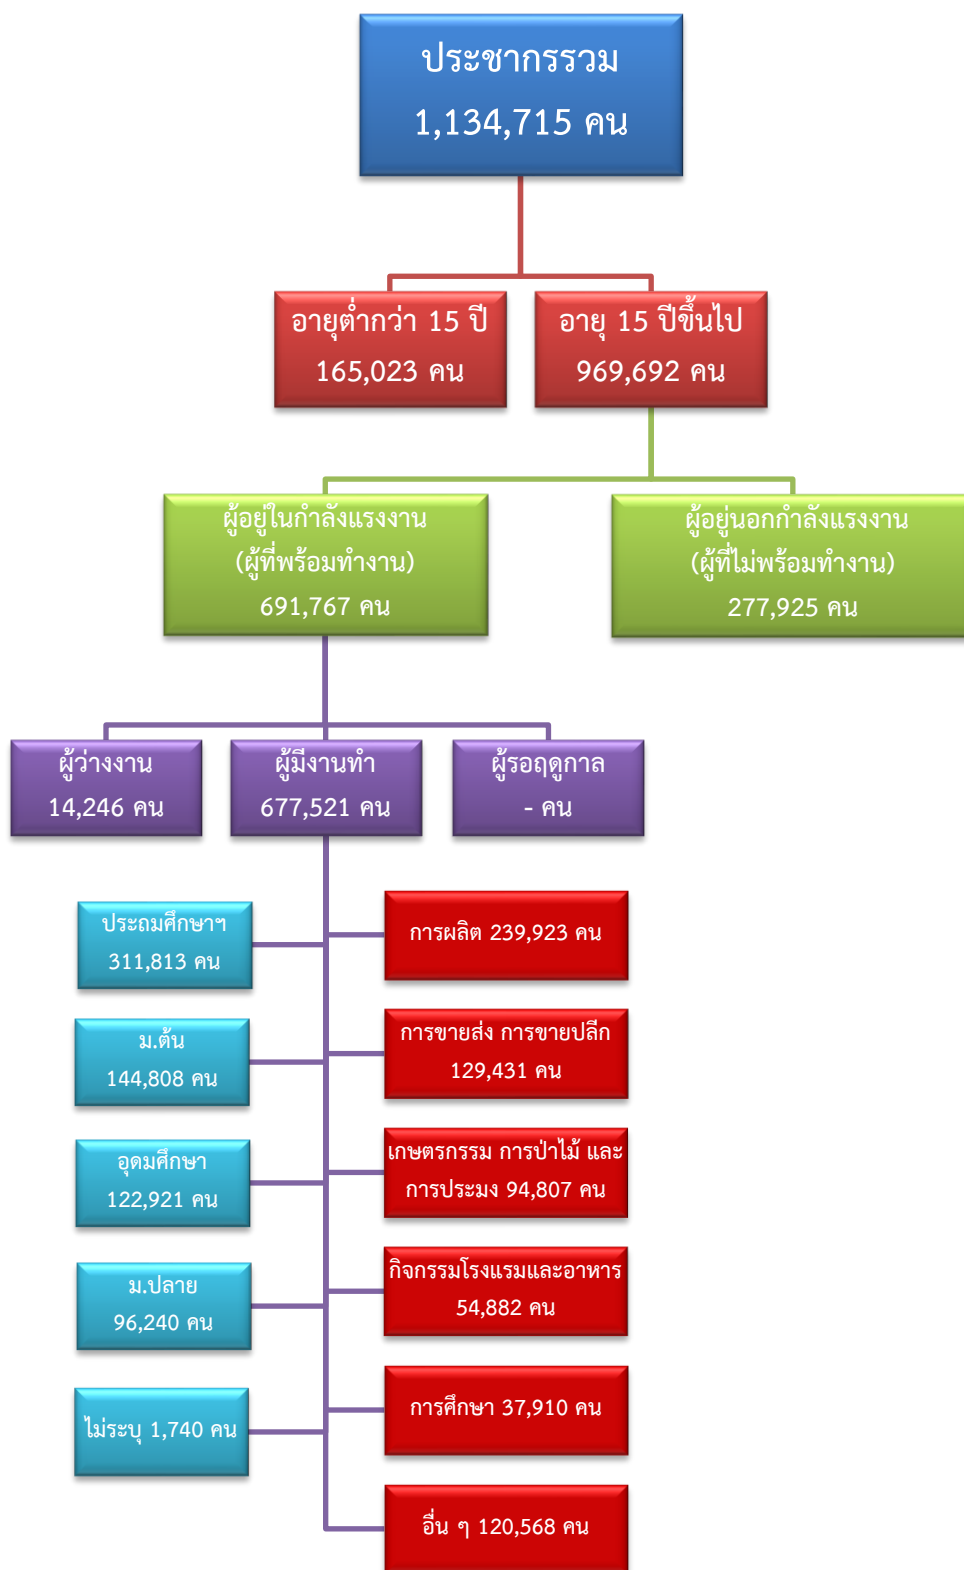 ประชากรรวม
1,134,715 คน
อายุต่ำกว่า 15 ปี
165,023 คน
อายุ 15 ปีขึ้นไป
969,692 คน
ผู้อยู่ในกำลังแรงงาน
(ผู้ที่พร้อมทำงาน)
691,767 คน
ผู้อยู่นอกกำลังแรงงาน
(ผู้ที่ไม่พร้อมทำงาน)
277,925 คน
ผู้ว่างงาน
14,246 คน
ผู้มีงานทำ
677,521 คน
ผู้รอฤดูกาล
- คน
ประถมศึกษาฯ
311,813 คน
ม.ต้น
144,808 คน
อุดมศึกษา
122,921 คน
ม.ปลาย
96,240 คน
ไม่ระบุ 1,740 คน
การผลิต 239,923 คน
การขายส่ง การขายปลีก
129,431 คน
เกษตรกรรม การป่าไม้ และ
การประมง 94,807 คน
กิจกรรมโรงแรมและอาหาร
54,882 คน
การศึกษา 37,910 คน
อื่น ๆ 120,568 คน